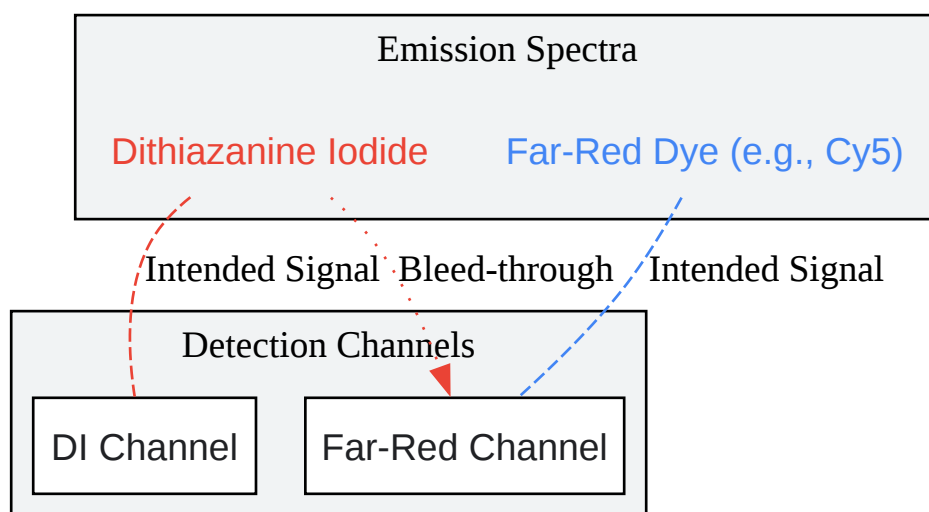 Emission Spectra
Dithiazanine Iodide
Far-Red Dye (e.g., Cy5)
Intended Signal
Bleed-through
Intended Signal
Detection Channels
DI Channel
Far-Red Channel